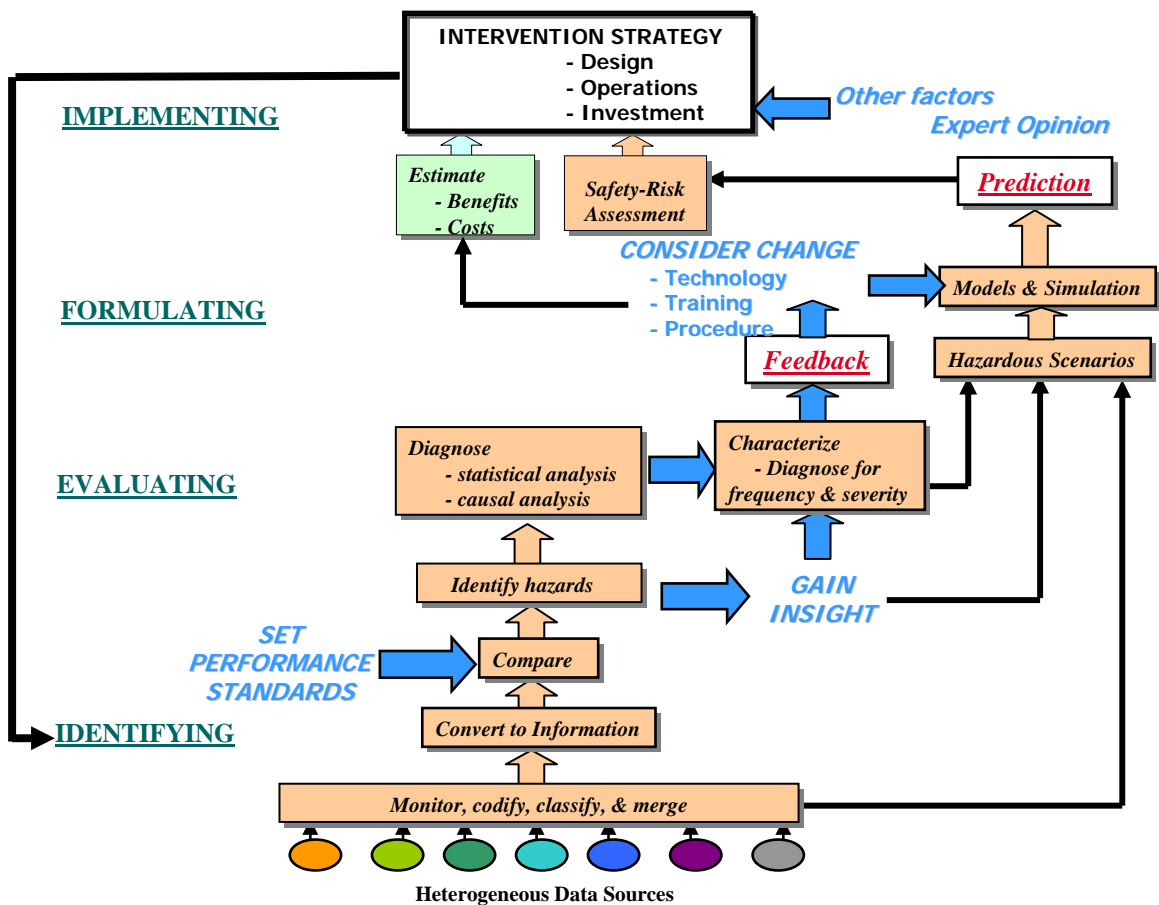 INTERVENTION STRATEGY
- Design
- Operations
- Investment
IMPLEMENTING
Other factors
Expert Opinion
Estimate
- Benefits
- Costs
Safety-Risk
Assessment
Prediction
CONSIDER CHANGE
- Technology
- Training
- Procedure
FORMULATING
Models & Simulation
Feedback
Hazardous Scenarios
EVALUATING
Diagnose
- statistical analysis
- causal analysis
Characterize
- Diagnose for
frequency & severity
Identify hazards
GAIN
INSIGHT
SET
PERFORMANCE
STANDARDS
Compare
IDENTIFYING
Convert to Information
Monitor, codify, classify, & merge
Heterogeneous Data Sources